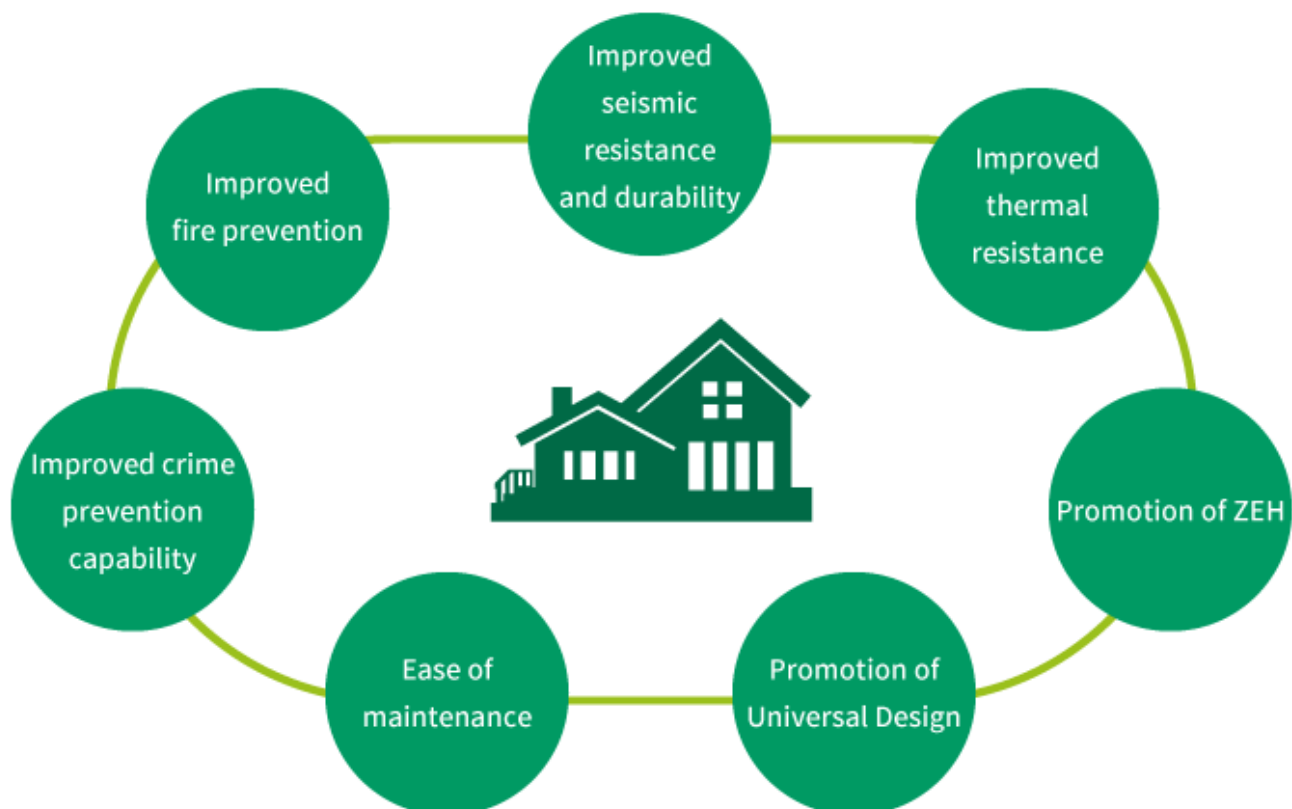 Improved
seismic
resistance
and durability
Improved
thermal
resistance
Promotion of ZEH
Promotion of
Universal Design
Ease of
maintenance
Improved crime
prevention
capability
Improved
fire prevention